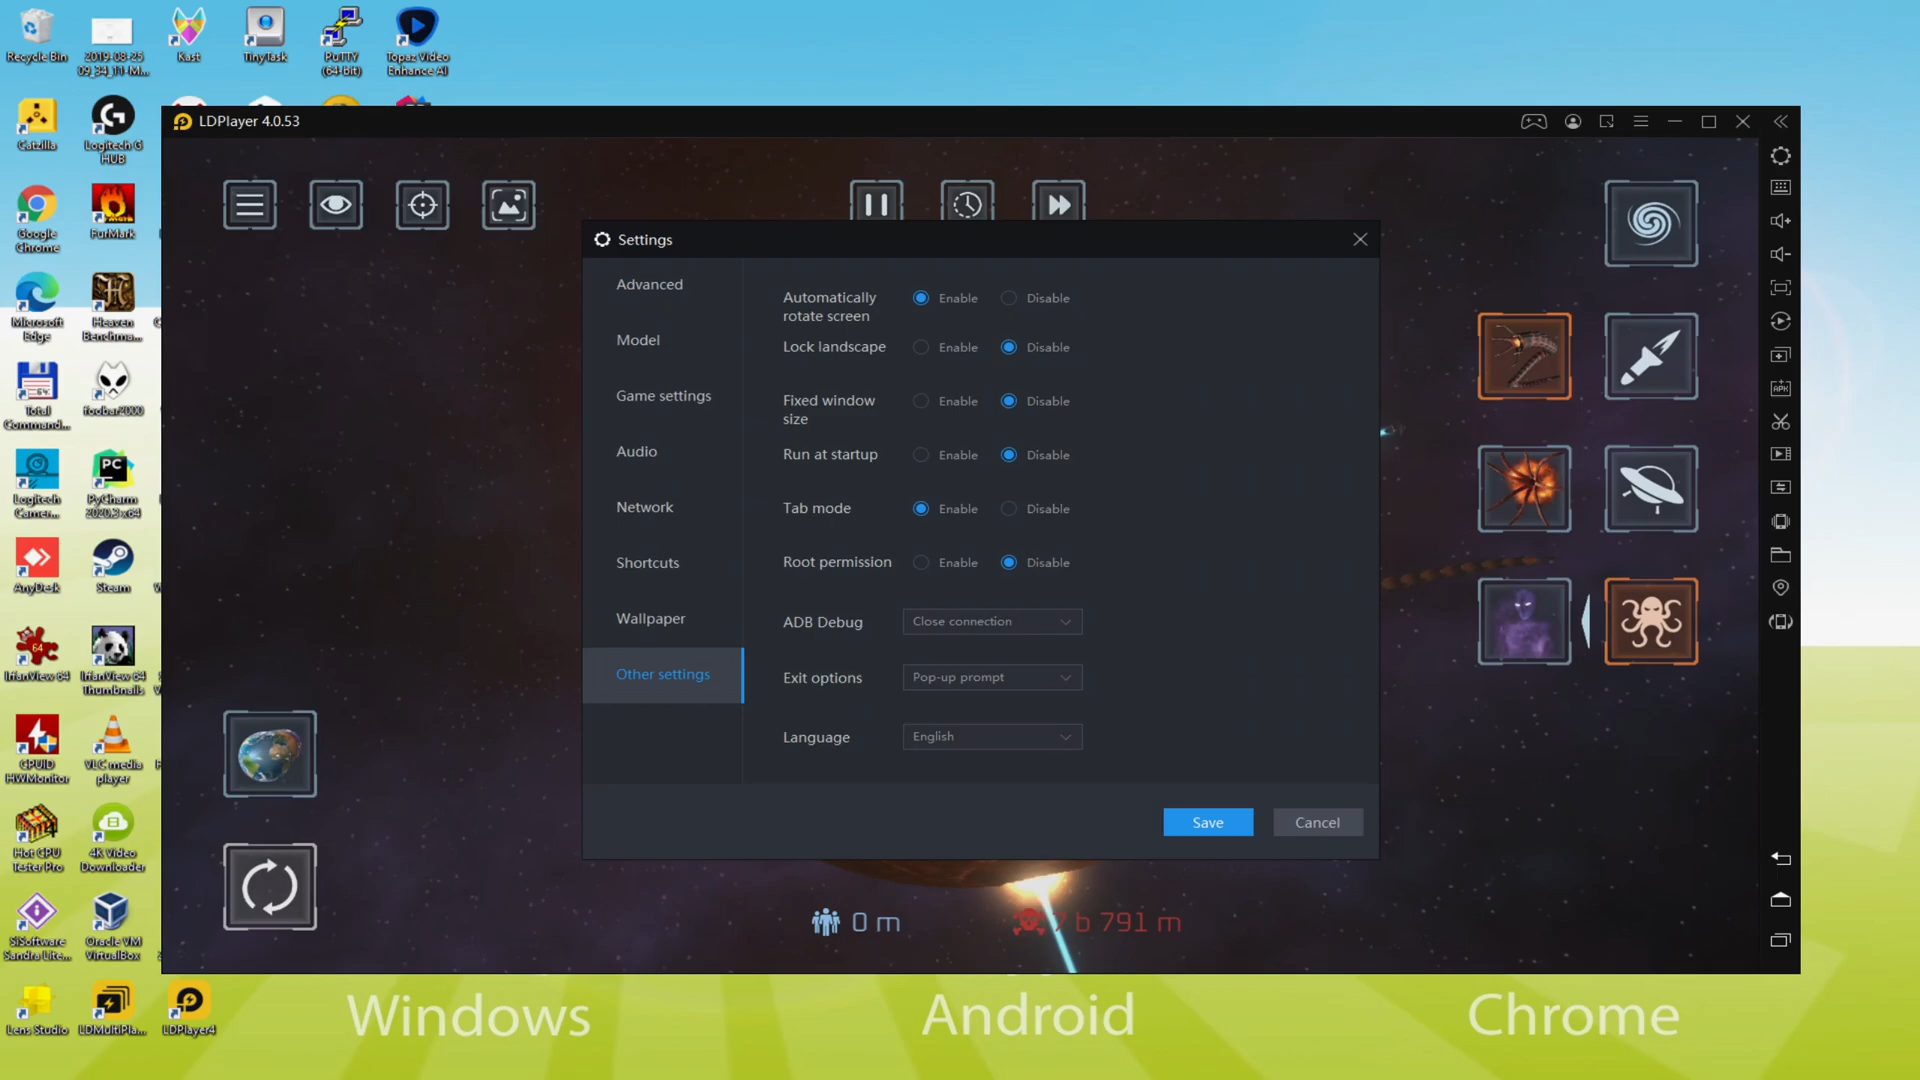 Recycle Bin
2019-08-25
09_34_11-M...
Kast
TinyTask
PuTTY
(64-bit)
Topaz Video
Enhance AI
Catzilla
Logitech G
HUB
Google
Chrome
FurMark
Microsoft
Edge
Heaven
Benchma...
Total
Command...
foobar2000
Logitech
Camer...
PyCharm
2020.3 x64
AnyDesk
Steam
IrfanView 64
IrfanView 64
Thumbnails
CPUID
HWMonitor
VLC media
player
Hot CPU
Tester Pro
4K Video
Downloader
SiSoftware
Sandra Lite...
Oracle VM
VirtualBox
Lens Studio
LDMultiPla...
LDPlayer4
LDPlayer 4.0.53
Settings
Advanced
Model
Game settings
Audio
Network
Shortcuts
Wallpaper
Other settings
Automatically
rotate screen
Enable
Disable
Lock landscape
Enable
Disable
Fixed window
size
Enable
Disable
Run at startup
Enable
Disable
Tab mode
Enable
Disable
Root permission
Enable
Disable
ADB Debug
Close connection
Exit options
Pop-up prompt
Language
English
Save
Cancel
0 m
7 b 791 m
Windows
Android
Chrome